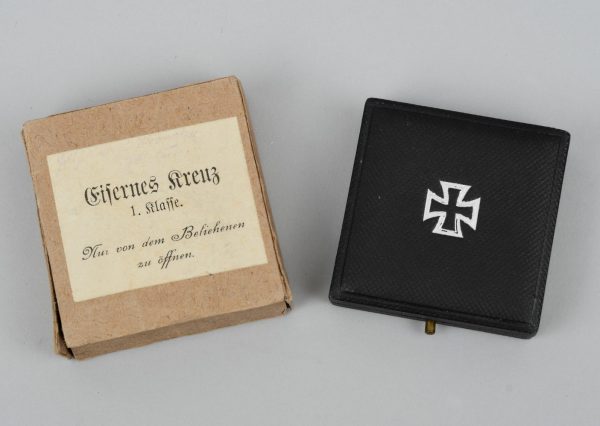 Eisernes Kreuz
1. Klasse.
Nur von dem Beliehenen
zu öffnen.